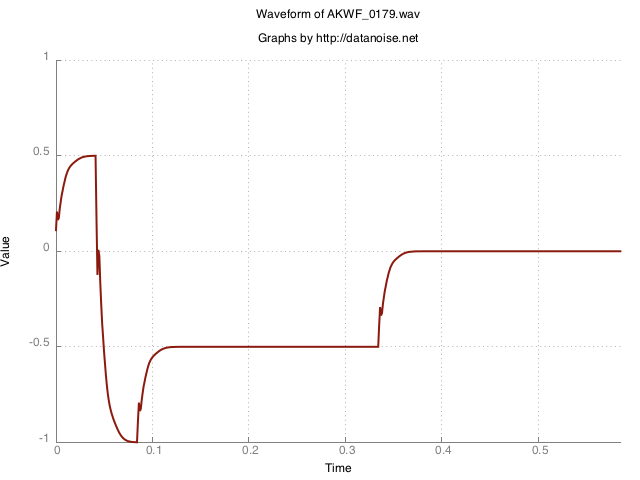 Waveform of AKWF_0179.wav
Graphs by http://datanoise.net
1
0.5
0
-0.5
-1
Value
0 0.1 0.2 0.3 0.4 0.5
Time